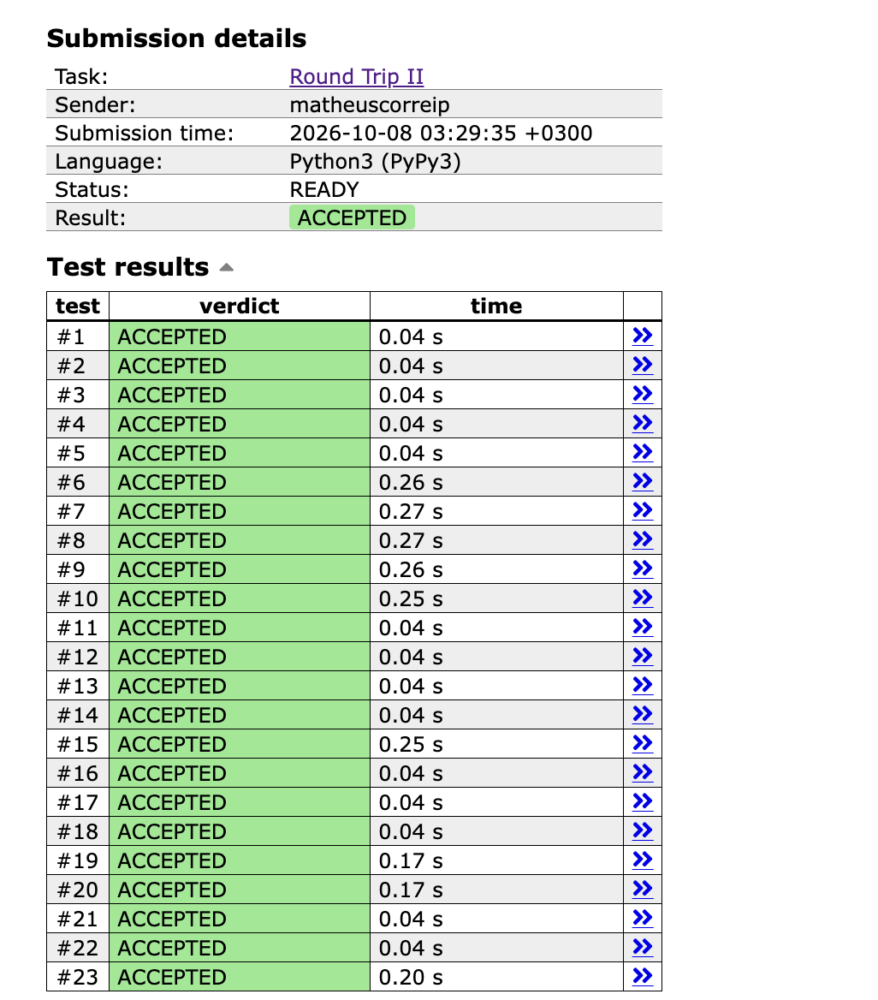 Submission details
Task: Round Trip II
Sender: matheuscorreip
Submission time: 2026-10-08 03:29:35 +0300
Language: Python3 (PyPy3)
Status: READY
Result: ACCEPTED
Test results
test verdict time
#1 ACCEPTED 0.04 s »
#2 ACCEPTED 0.04 s »
#3 ACCEPTED 0.04 s »
#4 ACCEPTED 0.04 s »
#5 ACCEPTED 0.04 s »
#6 ACCEPTED 0.26 s »
#7 ACCEPTED 0.27 s »
#8 ACCEPTED 0.27 s »
#9 ACCEPTED 0.26 s »
#10 ACCEPTED 0.25 s »
#11 ACCEPTED 0.04 s »
#12 ACCEPTED 0.04 s »
#13 ACCEPTED 0.04 s »
#14 ACCEPTED 0.04 s »
#15 ACCEPTED 0.25 s »
#16 ACCEPTED 0.04 s »
#17 ACCEPTED 0.04 s »
#18 ACCEPTED 0.04 s »
#19 ACCEPTED 0.17 s »
#20 ACCEPTED 0.17 s »
#21 ACCEPTED 0.04 s »
#22 ACCEPTED 0.04 s »
#23 ACCEPTED 0.20 s »